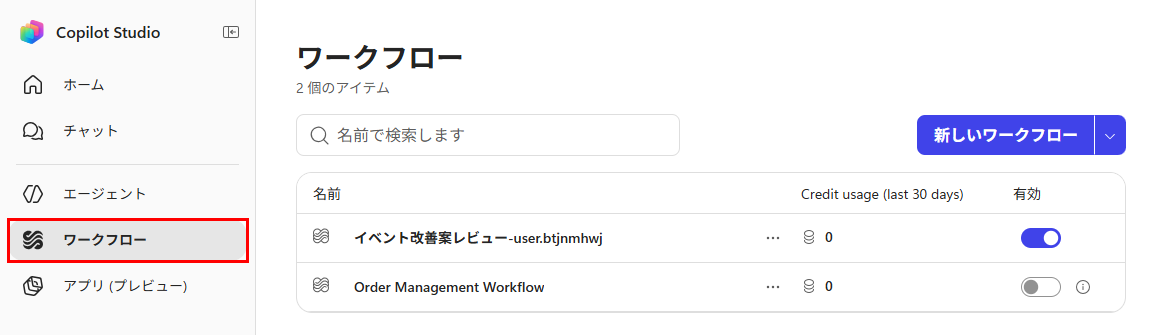 Copilot Studio
ホーム
チャット
エージェント
ワークフロー
アプリ (プレビュー)
ワークフロー
2 個のアイテム
名前で検索します
新しいワークフロー
名前 Credit usage (last 30 days) 有効
イベント改善案レビュー-user.btjnmhwj ... 0
Order Management Workflow ... 0